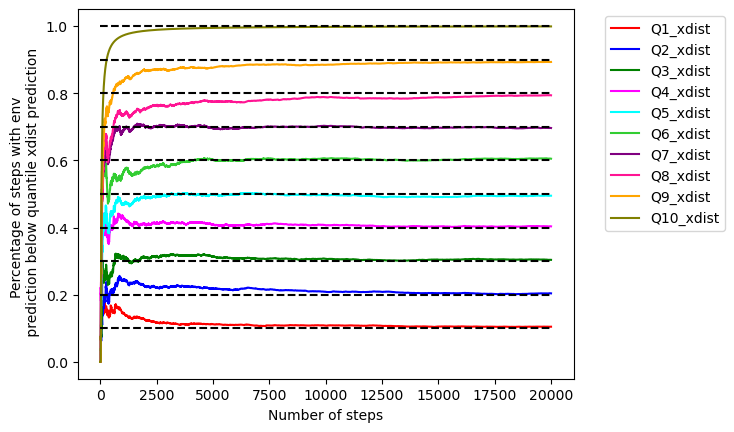 Percentage of steps with env
prediction below quantile xdist prediction
1.0
0.8
0.6
0.4
0.2
0.0
0
2500
5000
7500
10000
12500
15000
17500
20000
Number of steps
Q1_xdist
Q2_xdist
Q3_xdist
Q4_xdist
Q5_xdist
Q6_xdist
Q7_xdist
Q8_xdist
Q9_xdist
Q10_xdist